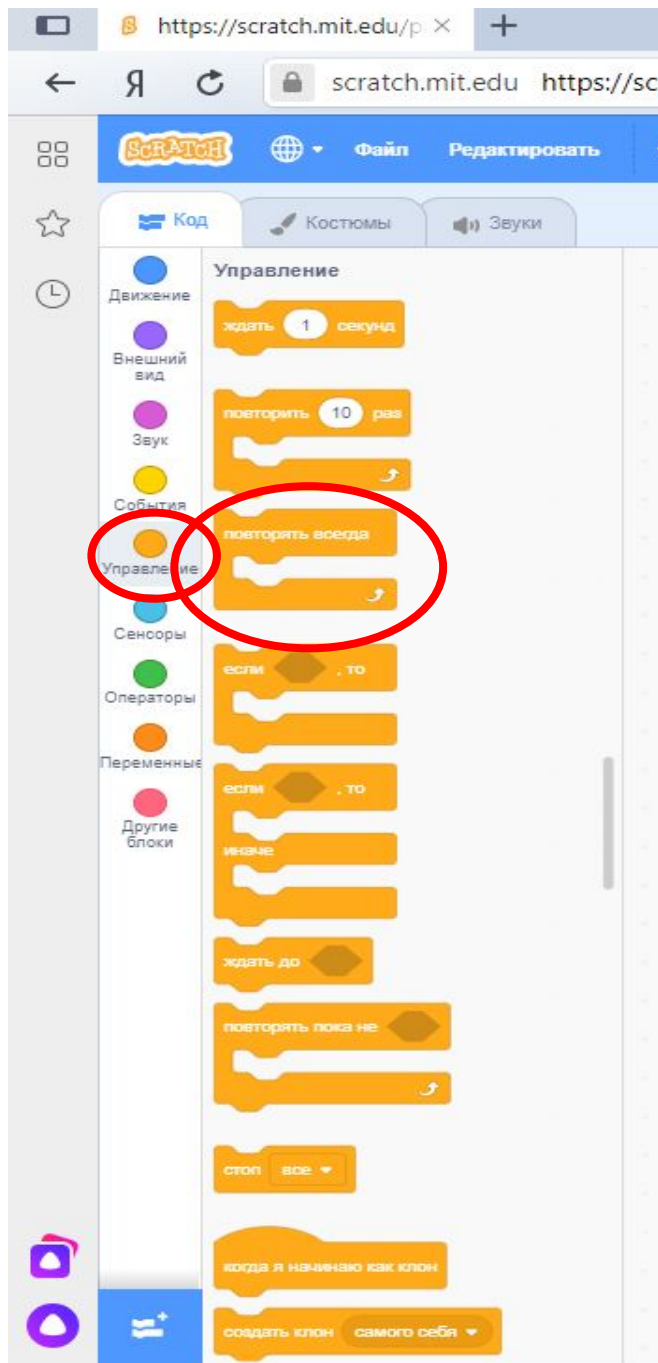 https://scratch.mit.edu/p
Я scratch.mit.edu https://sc
SCRATCH Файл Редактировать
Код Костюмы Звуки
Управление
Движение
Внешний
вид
Звук
События
Управление
Сенсоры
Операторы
Переменные
Другие
блоки
ждать 1 секунд
повторить 10 раз
повторять всегда
если , то
если , то
иначе
ждать до
повторять пока не
стоп все
когда я начинаю как клон
создать клон самого себя